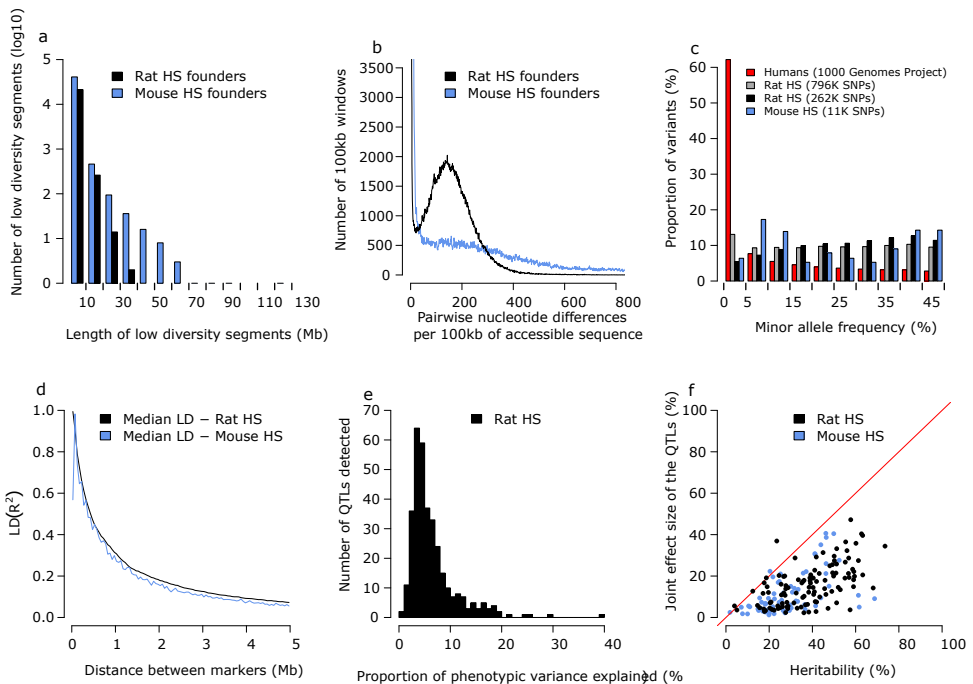 a
Number of low diversity segments (log10)
5
4
3
2
1
0
Rat HS founders
Mouse HS founders
10 30 50 70 90 110 130
Length of low diversity segments (Mb)
b
Number of 100kb windows
3500
3000
2000
1000
500
0
Rat HS founders
Mouse HS founders
0 200 400 600 800
Pairwise nucleotide differences
per 100kb of accessible sequence
c
Proportion of variants (%)
60
50
40
30
20
10
0
Humans (1000 Genomes Project)
Rat HS (796K SNPs)
Rat HS (262K SNPs)
Mouse HS (11K SNPs)
0 5 15 25 35 45
Minor allele frequency (%)
d
LD(R2)
1.0
0.8
0.6
0.4
0.2
0.0
Median LD − Rat HS
Median LD − Mouse HS
0 1 2 3 4 5
Distance between markers (Mb)
e
Number of QTLs detected
70
60
50
40
30
20
10
0
Rat HS
0 10 20 30 40
Proportion of phenotypic variance explained (%
f
Joint effect size of the QTLs (%)
100
80
60
40
20
0
Rat HS
Mouse HS
0 20 40 60 80 100
Heritability (%)